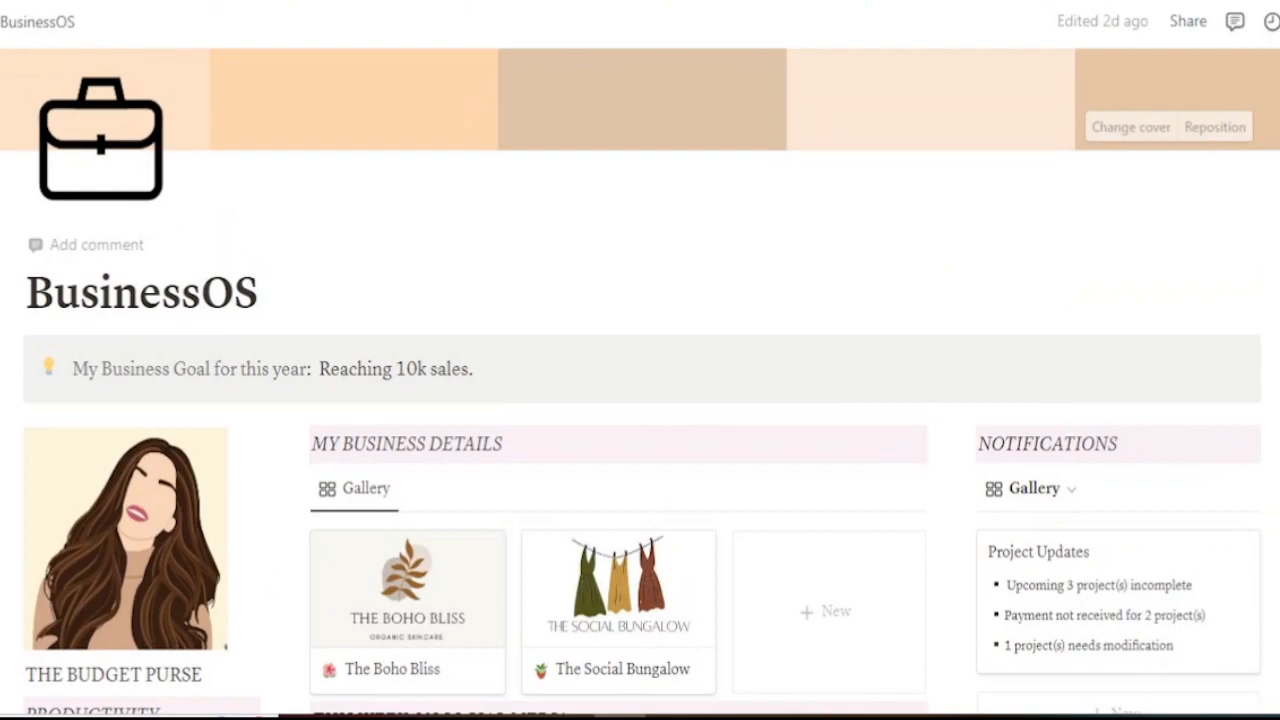 BusinessOS
Edited 2d ago Share
Change cover Reposition
Add comment
BusinessOS
My Business Goal for this year: Reaching 10k sales.
THE BUDGET PURSE
PRODUCTIVITY
MY BUSINESS DETAILS
Gallery
THE BOHO BLISS
ORGANIC SKINCARE
The Boho Bliss
THE SOCIAL BUNGALOW
The Social Bungalow
+ New
NOTIFICATIONS
Gallery
Project Updates
▪ Upcoming 3 project(s) incomplete
▪ Payment not received for 2 project(s)
▪ 1 project(s) needs modification